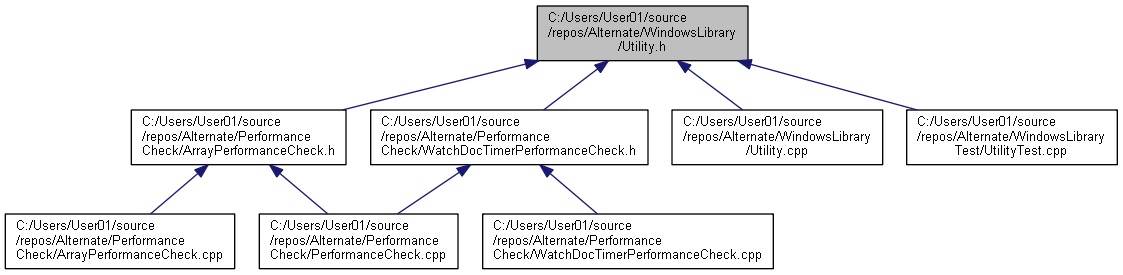 C:/Users/User01/source
/repos/Alternate/WindowsLibrary
/Utility.h
C:/Users/User01/source
/repos/Alternate/Performance
Check/ArrayPerformanceCheck.h
C:/Users/User01/source
/repos/Alternate/Performance
Check/WatchDocTimerPerformanceCheck.h
C:/Users/User01/source
/repos/Alternate/WindowsLibrary
/Utility.cpp
C:/Users/User01/source
/repos/Alternate/WindowsLibrary
Test/UtilityTest.cpp
C:/Users/User01/source
/repos/Alternate/Performance
Check/ArrayPerformanceCheck.cpp
C:/Users/User01/source
/repos/Alternate/Performance
Check/PerformanceCheck.cpp
C:/Users/User01/source
/repos/Alternate/Performance
Check/WatchDocTimerPerformanceCheck.cpp